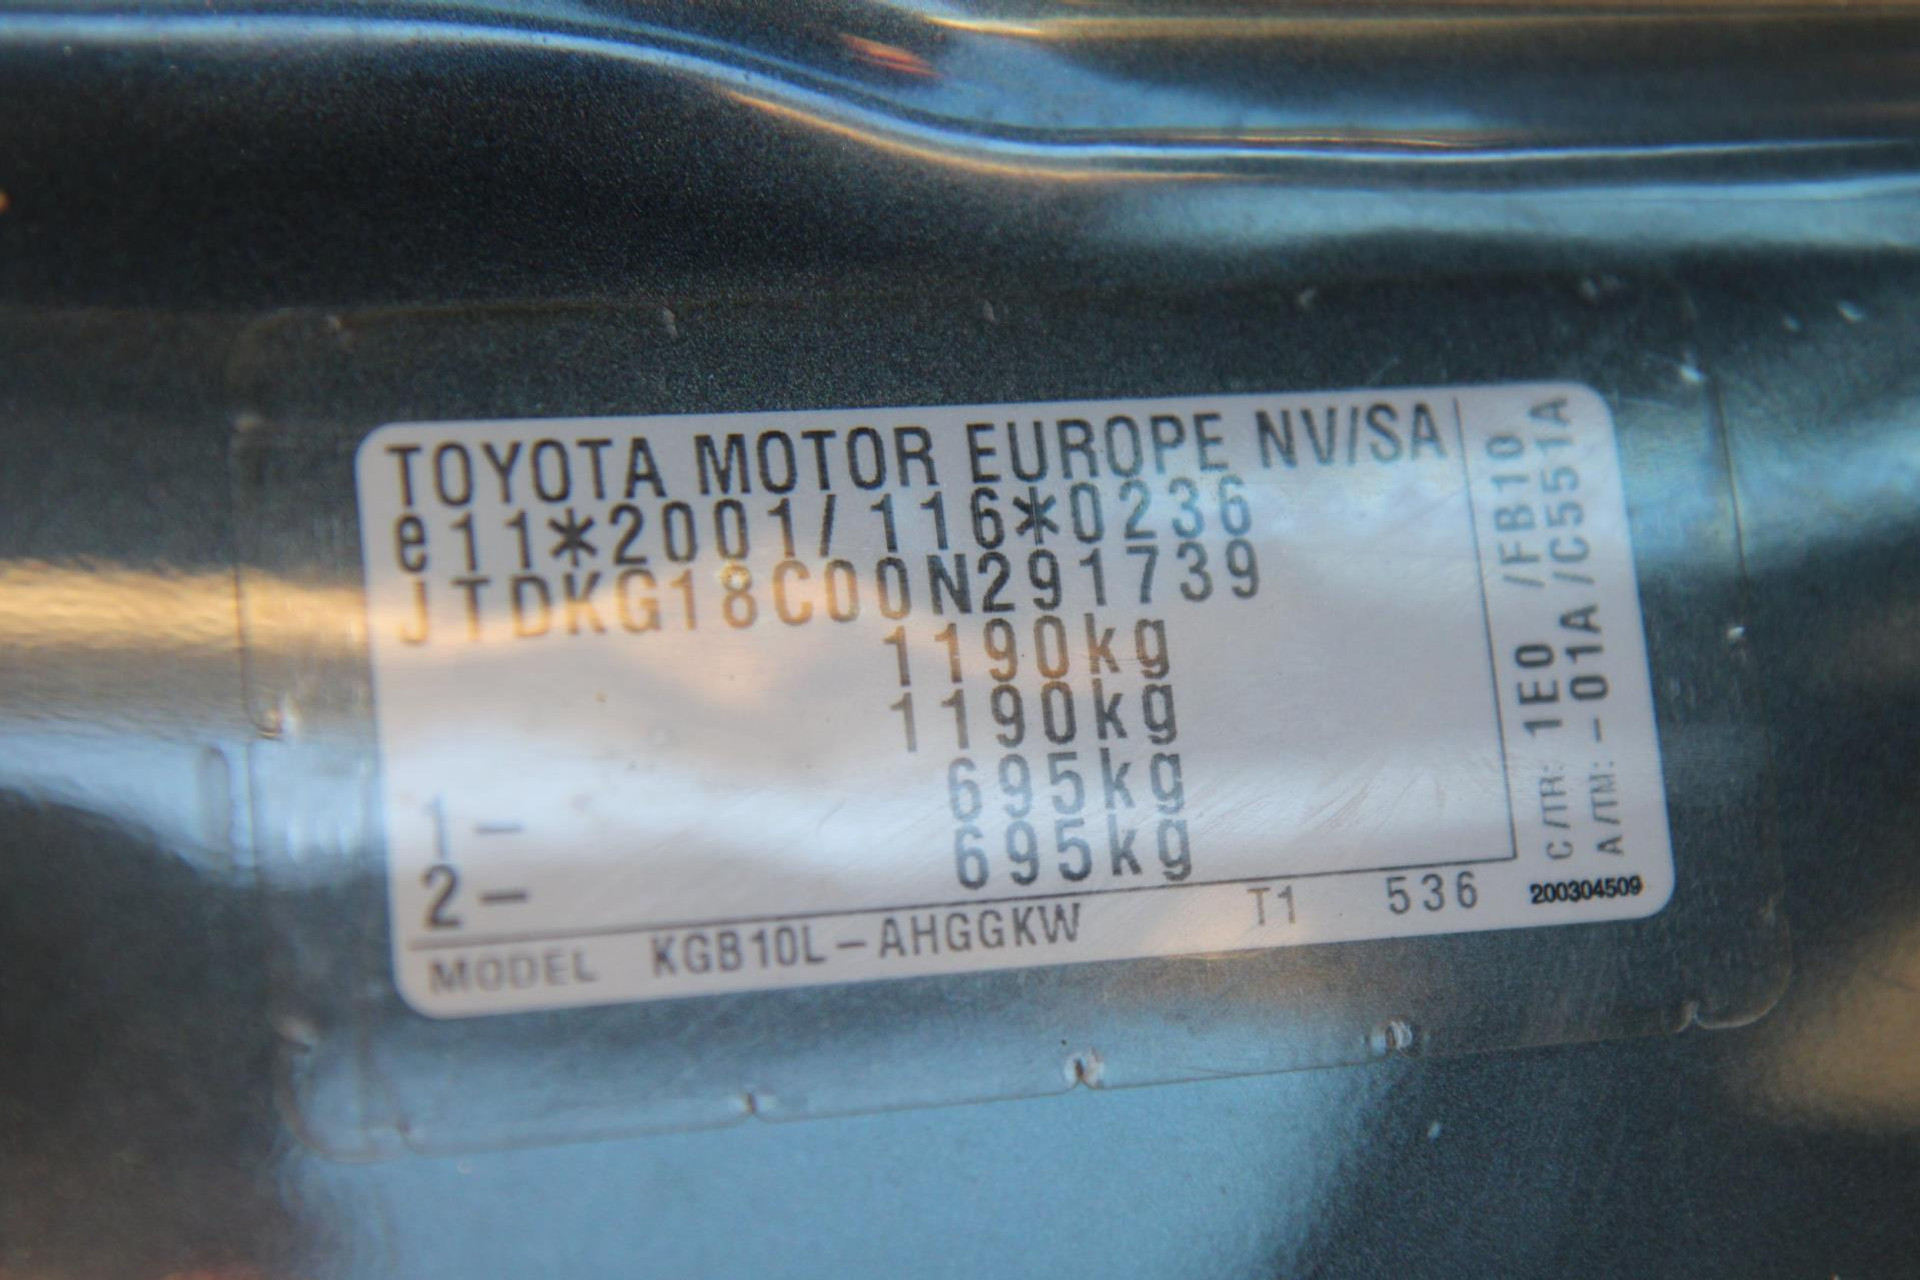 TOYOTA MOTOR EUROPE NV/SA
e11*2001/116*0236
JTDKG18C00N291739
1190kg
1190kg
1- 695kg
2- 695kg
MODEL KGB10L-AHGGKW T1 536
C/TR: 1E0 /FB10
A/TM: -01A /C551A
200304509